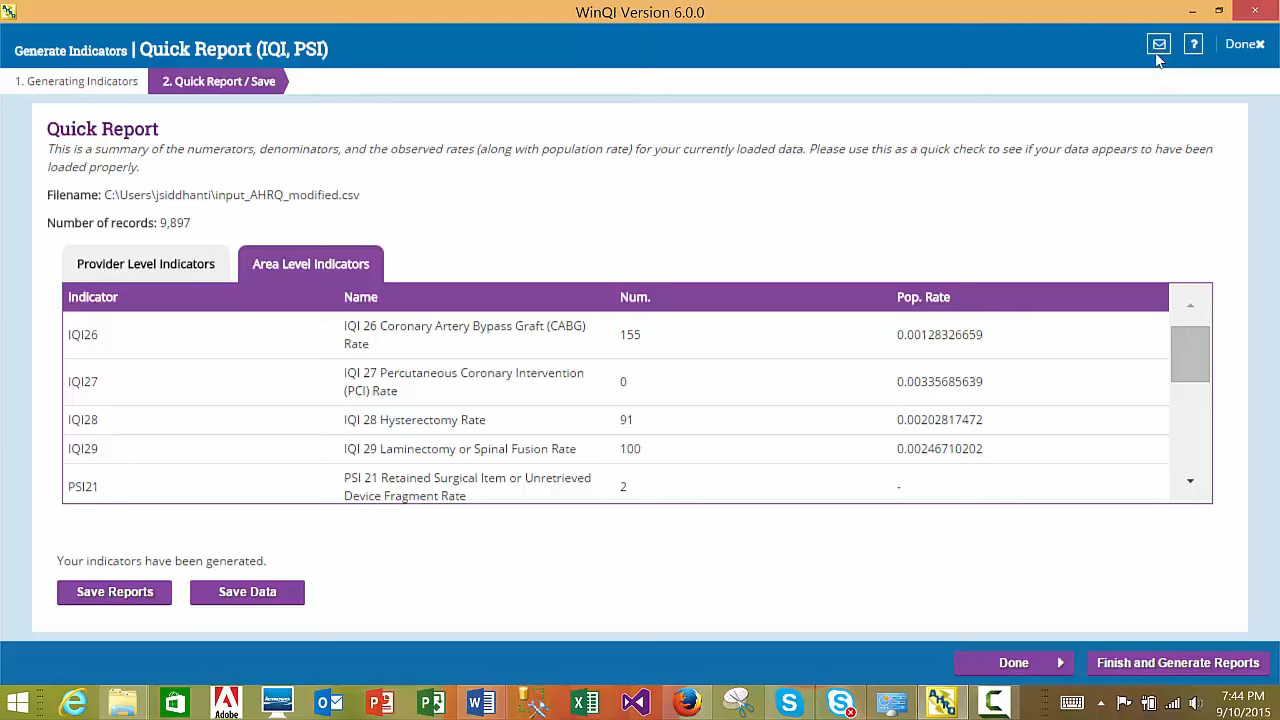 WinQI Version 6.0.0
Generate Indicators | Quick Report (IQI, PSI)
?
Done✖
1. Generating Indicators
2. Quick Report / Save
Quick Report
This is a summary of the numerators, denominators, and the observed rates (along with population rate) for your currently loaded data. Please use this as a quick check to see if your data appears to have been
loaded properly.
Filename: C:\Users\jsiddhanti\input_AHRQ_modified.csv
Number of records: 9,897
Provider Level Indicators
Area Level Indicators
Indicator Name Num. Pop. Rate
IQI26 IQI 26 Coronary Artery Bypass Graft (CABG) 155 0.00128326659
Rate
IQI27 IQI 27 Percutaneous Coronary Intervention 0 0.00335685639
(PCI) Rate
IQI28 IQI 28 Hysterectomy Rate 91 0.00202817472
IQI29 IQI 29 Laminectomy or Spinal Fusion Rate 100 0.00246710202
PSI21 PSI 21 Retained Surgical Item or Unretrieved 2 -
Device Fragment Rate
Your indicators have been generated.
Save Reports
Save Data
Done
Finish and Generate Reports
Adobe
lenovo
7:44 PM
9/10/2015